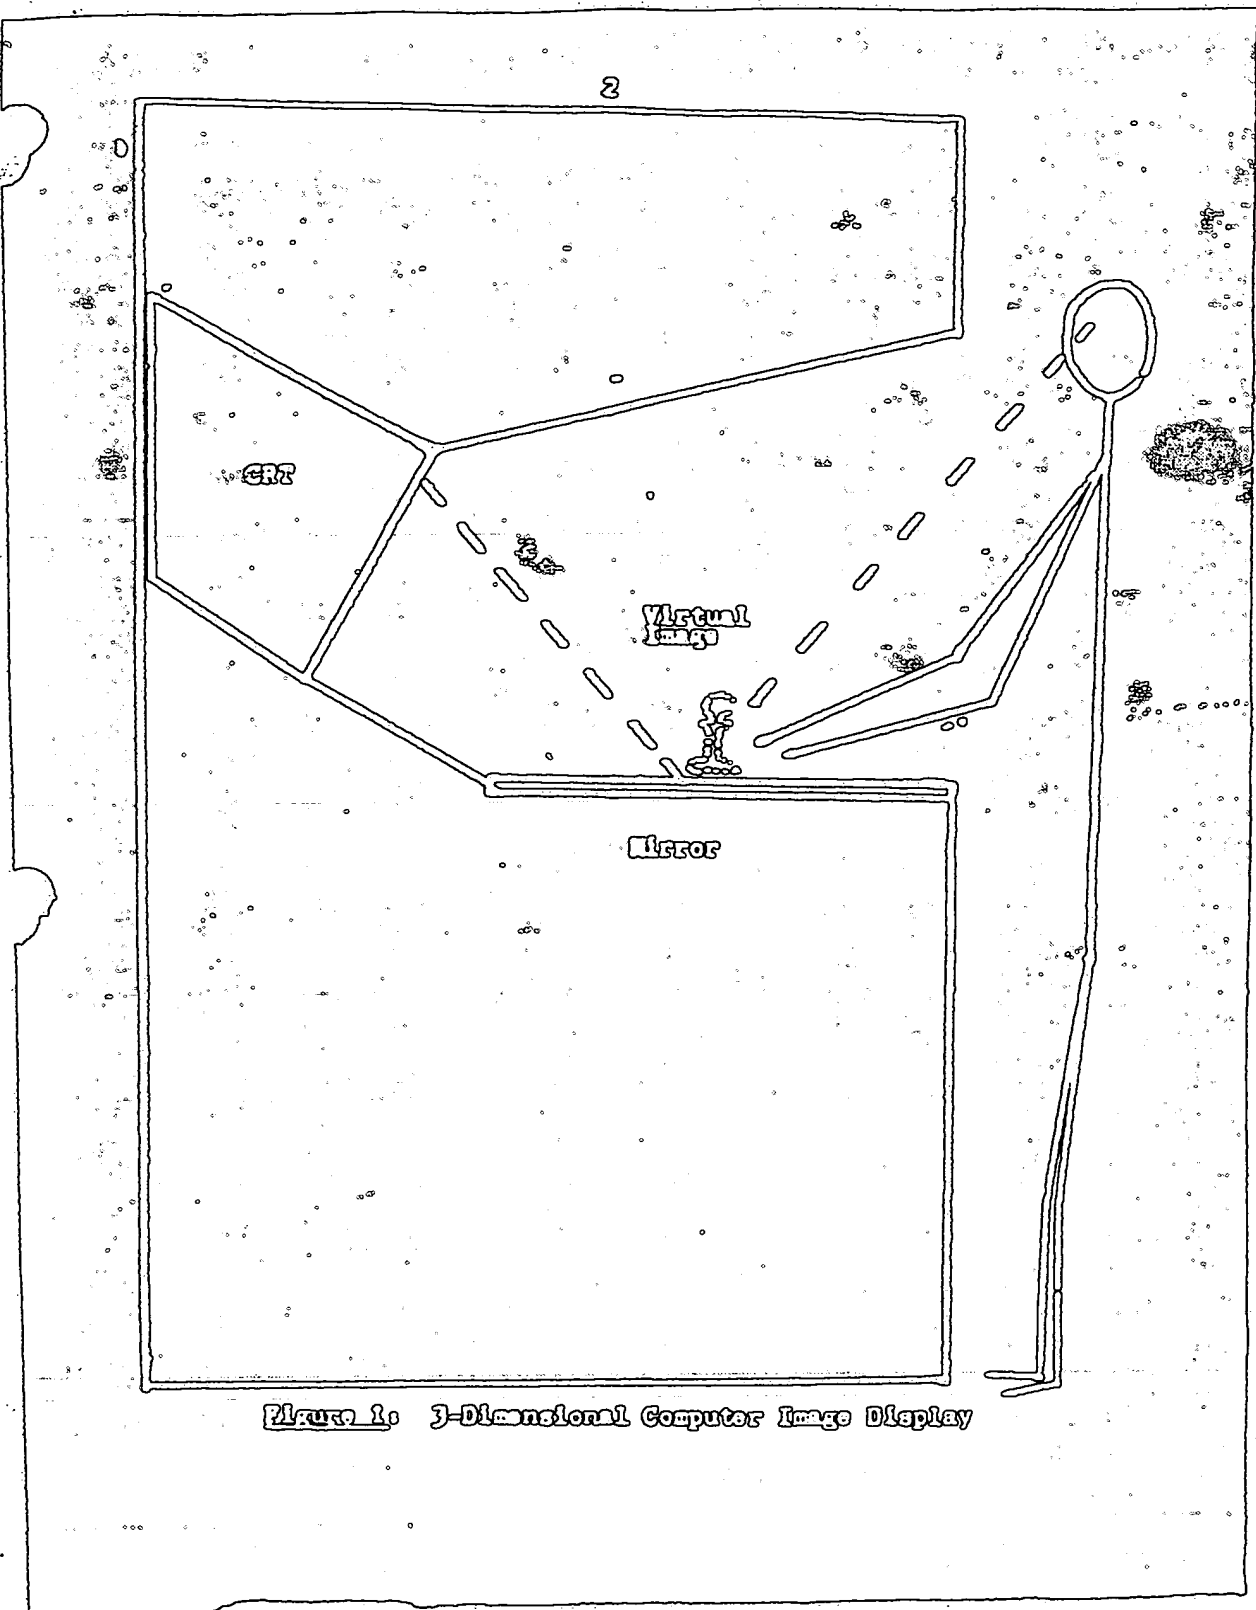 2
CRT
Virtual
Image
Mirror
Figure 1: 3-Dimensional Computer Image Display